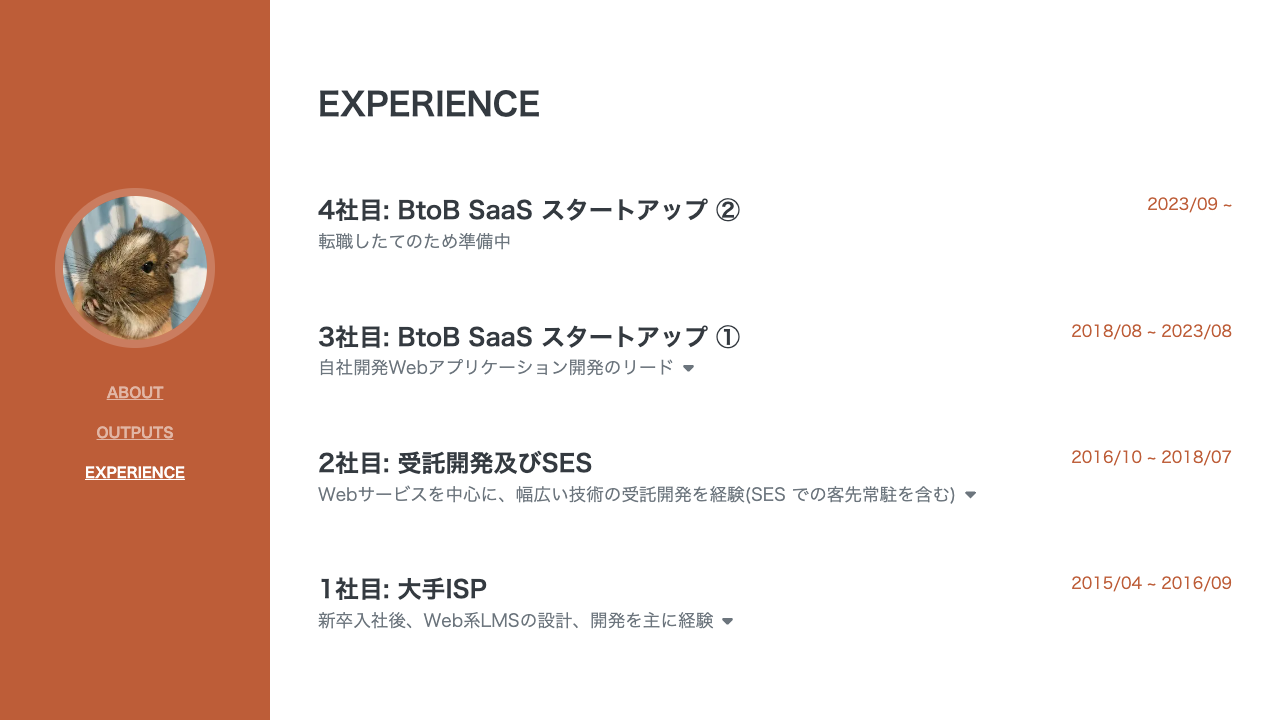 ABOUT
OUTPUTS
EXPERIENCE
EXPERIENCE
4社目: BtoB SaaS スタートアップ ②
2023/09 ~
転職したてのため準備中
3社目: BtoB SaaS スタートアップ ①
2018/08 ~ 2023/08
自社開発Webアプリケーション開発のリード
2社目: 受託開発及びSES
2016/10 ~ 2018/07
Webサービスを中心に、幅広い技術の受託開発を経験(SES での客先常駐を含む)
1社目: 大手ISP
2015/04 ~ 2016/09
新卒入社後、Web系LMSの設計、開発を主に経験